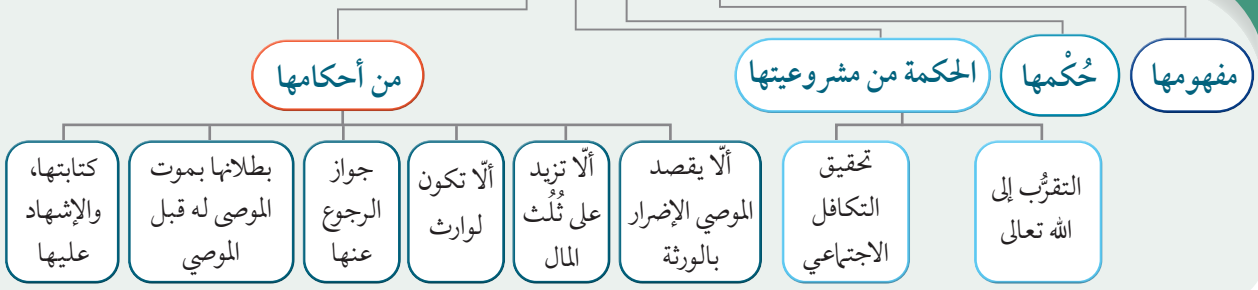 مفهومها
حُكْمها
الحكمة من مشروعيتها
من أحكامها
التقرُّب إلى
الله تعالى
تحقيق
التكافل
الاجتماعي
ألّا يقصد
الموصي الإضرار
بالورثة
ألّا تزيد
على ثُلُث
المال
ألّا تكون
لوارث
جواز
الرجوع
عنها
بطلانها بموت
الموصى له قبل
الموصي
كتابتها،
والإشهاد
عليها